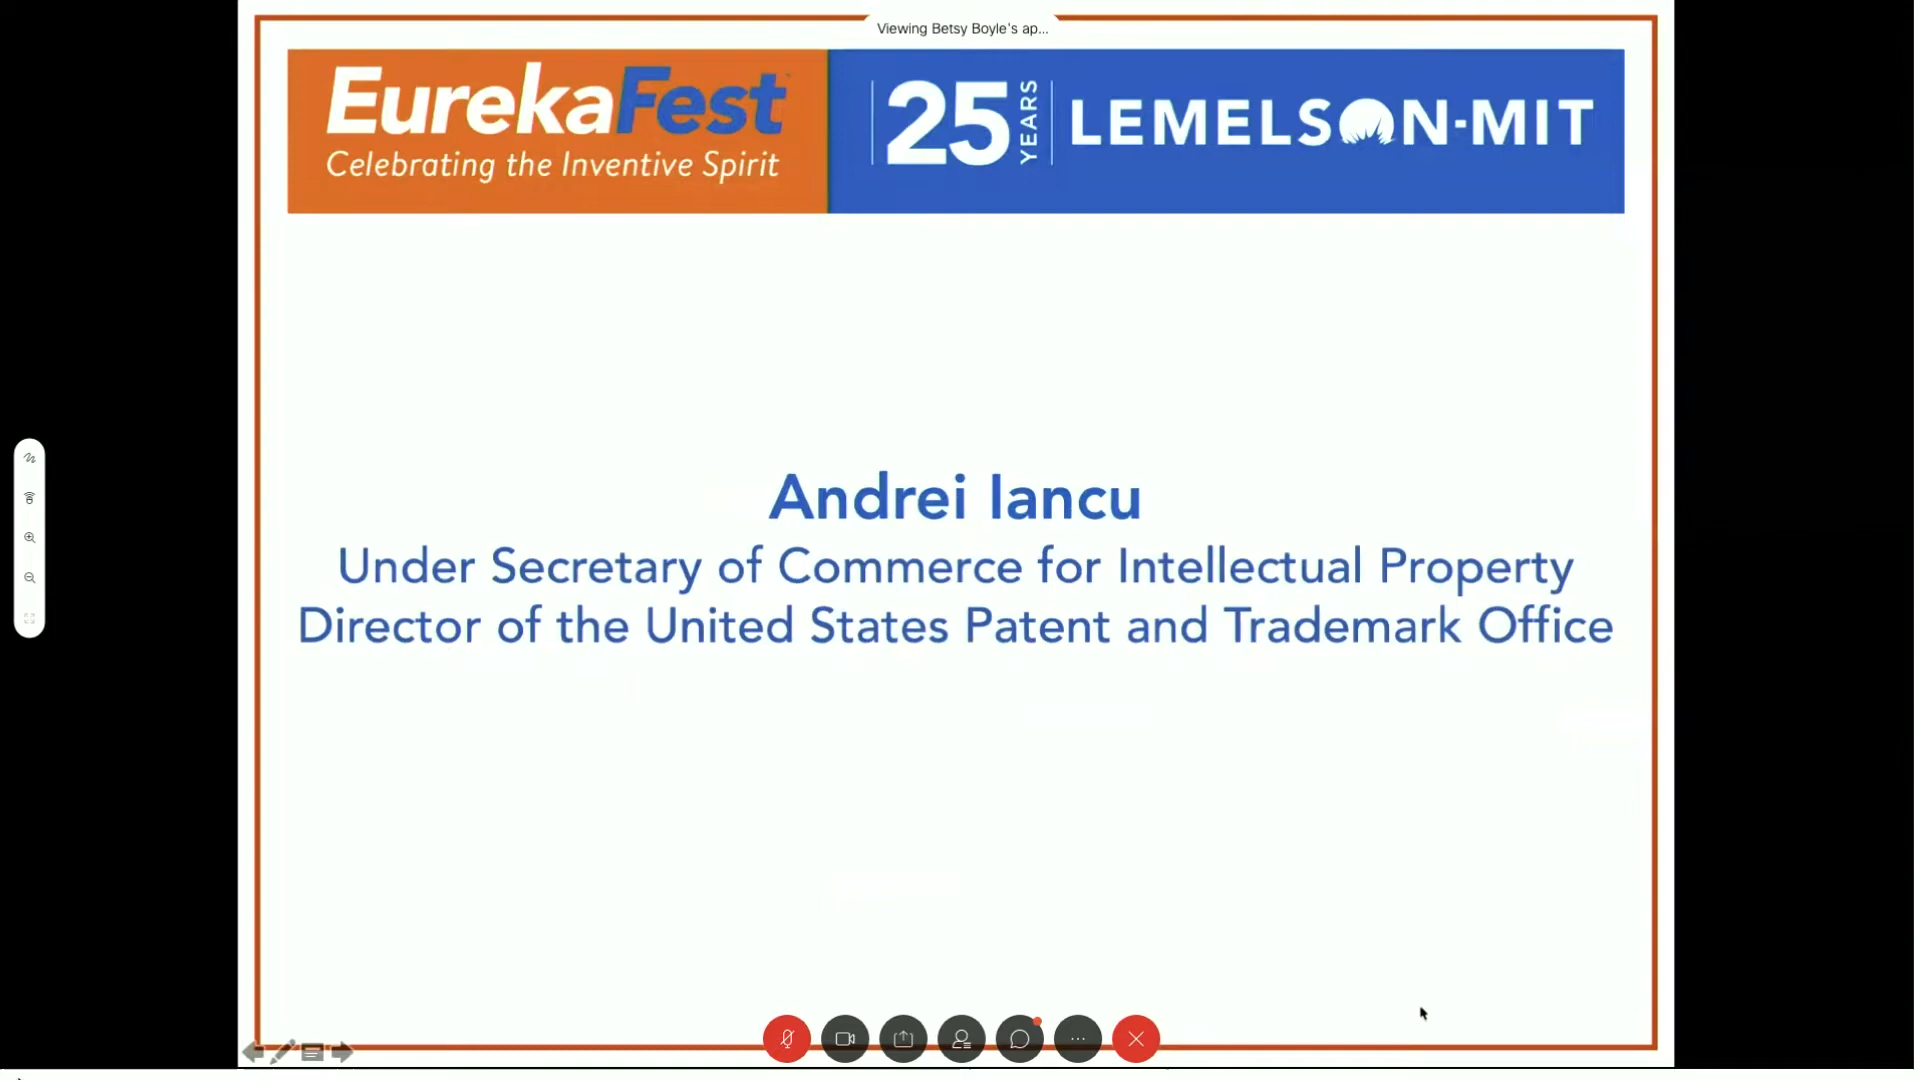 Viewing Betsy Boyle's ap...
EurekaFest
Celebrating the Inventive Spirit
25 YEARS
LEMELSON-MIT
Andrei Iancu
Under Secretary of Commerce for Intellectual Property
Director of the United States Patent and Trademark Office